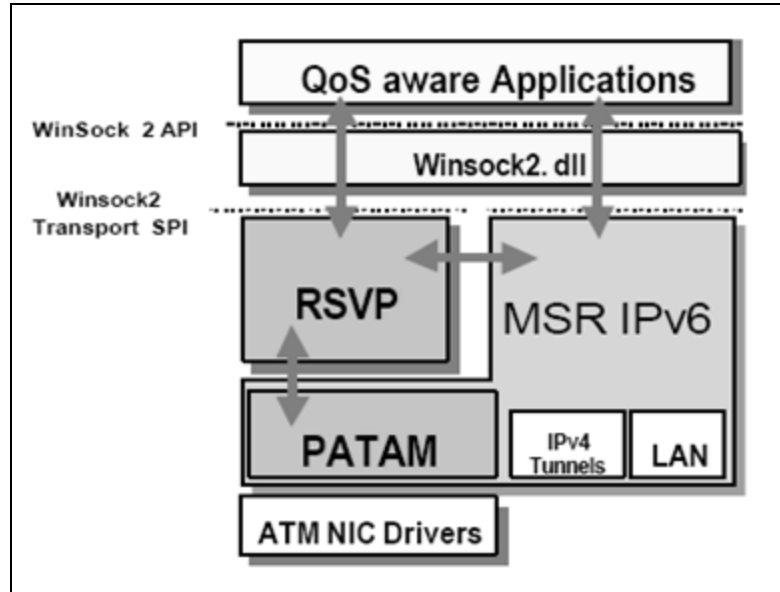 QoS aware Applications
WinSock 2 API
Winsock2. dll
Winsock2
Transport SPI
RSVP
MSR IPv6
PATAM
IPv4
Tunnels
LAN
ATM NIC Drivers